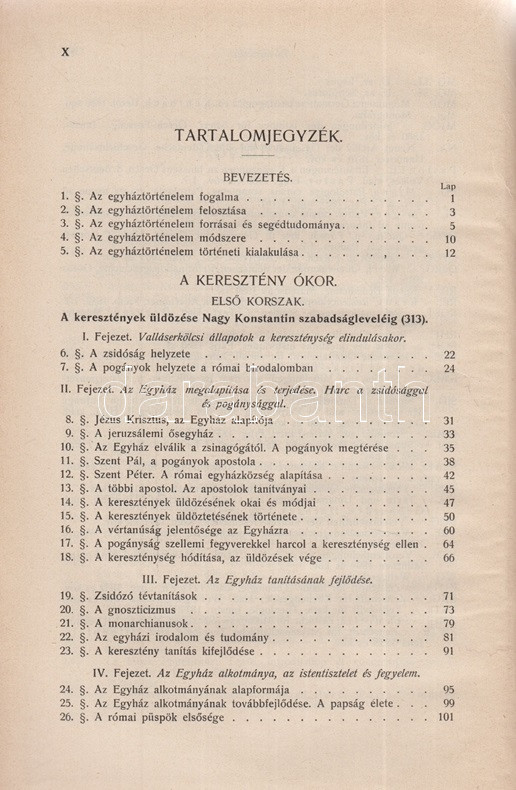 X
TARTALOMJEGYZÉK.
BEVEZETÉS.
Lap
1. §. Az egyháztörténelem fogalma . . . . . . . . . . . . . . 1
2. §. Az egyháztörténelem felosztása . . . . . . . . . . . . . 3
3. §. Az egyháztörténelem forrásai és segédtudománya . . . . . . . 5
4. §. Az egyháztörténelem módszere . . . . . . . . . . . . . 10
5. §. Az egyháztörténelem történeti kialakulása . . . . . . . . . 12
A KERESZTÉNY ÓKOR.
ELSŐ KORSZAK.
A keresztények üldözése Nagy Konstantin szabadságleveléig (313).
I. Fejezet. Valláserkölcsi állapotok a kereszténység elindulásakor.
6. §. A zsidóság helyzete . . . . . . . . . . . . . . . . 22
7. §. A pogányok helyzete a római birodalomban . . . . . . . . 24
II. Fejezet. Az Egyház megalapítása és terjedése. Harc a zsidósággal
és pogánysággal.
8. §. Jézus Krisztus, az Egyház alapítója . . . . . . . . . . . 31
9. §. A jeruzsálemi ősegyház . . . . . . . . . . . . . . . 33
10. §. Az Egyház elválik a zsinagógától. A pogányok megtérése . . . 35
11. §. Szent Pál, a pogányok apostola . . . . . . . . . . . . 38
12. §. Szent Péter. A római egyházközség alapítása . . . . . . . . 42
13. §. A többi apostol. Az apostolok tanítványai . . . . . . . . . 45
14. §. A keresztények üldözésének okai és módjai . . . . . . . . 47
15. §. A keresztények üldöztetésének története . . . . . . . . . 50
16. §. A vértanúság jelentősége az Egyházra . . . . . . . . . . 60
17. §. A pogányság szellemi fegyverekkel harcol a kereszténység ellen . 64
18. §. A kereszténység hódítása, az üldözések vége . . . . . . . . 66
III. Fejezet. Az Egyház tanításának fejlődése.
19. §. Zsidózó tévtanítások . . . . . . . . . . . . . . . . 71
20. §. A gnoszticizmus . . . . . . . . . . . . . . . . . 73
21. §. A monarchianusok . . . . . . . . . . . . . . . . . 79
22. §. Az egyházi irodalom és tudomány . . . . . . . . . . . . 81
23. §. A keresztény tanítás kifejlődése . . . . . . . . . . . . . 91
IV. Fejezet. Az Egyház alkotmánya, az istentisztelet és fegyelem.
24. §. Az Egyház alkotmányának alapformája . . . . . . . . . . 95
25. §. Az Egyház alkotmányának továbbfejlődése. A papság élete . . . 99
26. §. A római püspök elsősége . . . . . . . . . . . . . . 101
darabanth